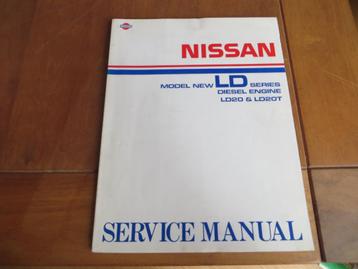 NISSAN
MODEL NEW LD SERIES
DIESEL ENGINE
LD20 & LD20T
SERVICE MANUAL